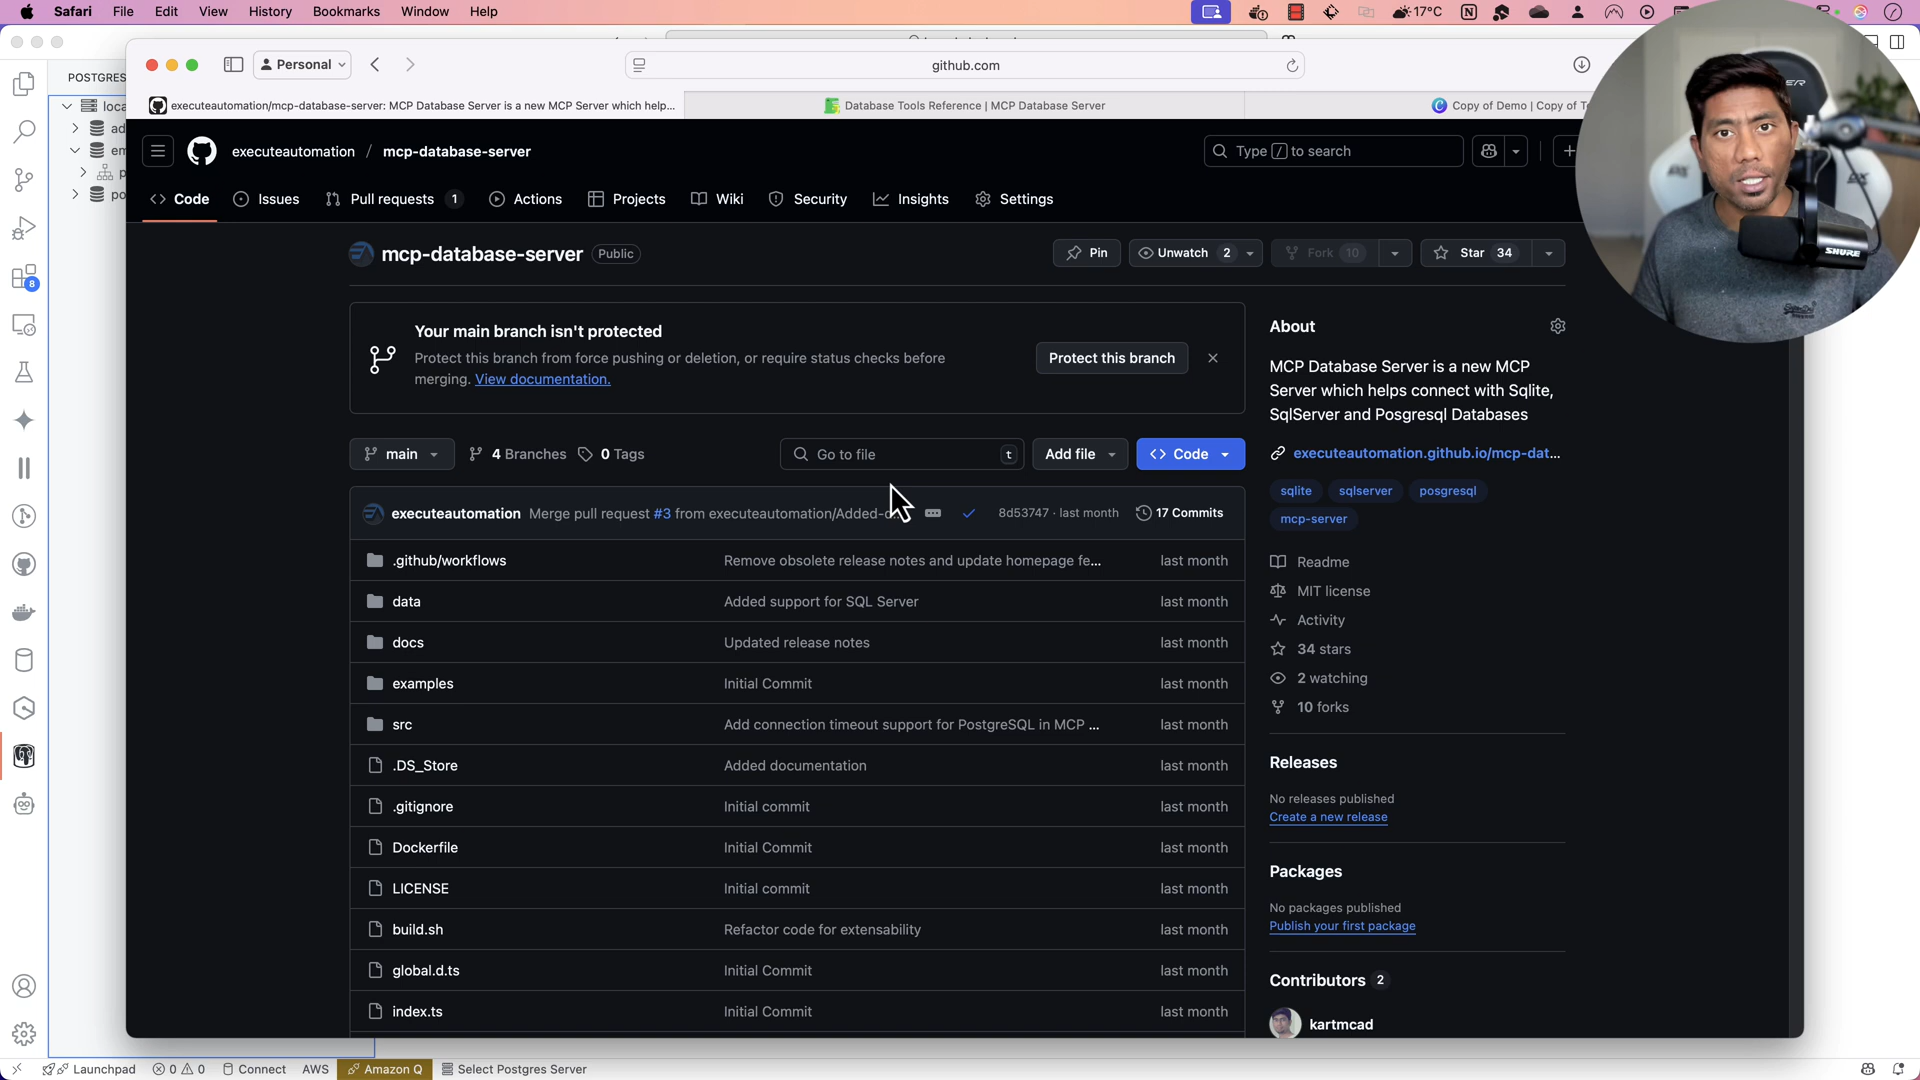 Safari File Edit View History Bookmarks Window Help
17°C
POSTGRES
Personal
github.com
executeautomation/mcp-database-server: MCP Database Server is a new MCP Server which help...
Database Tools Reference | MCP Database Server
Copy of Demo | Copy of T
loca
ad
em
p
po
executeautomation / mcp-database-server
Type / to search
Code
Issues
Pull requests 1
Actions
Projects
Wiki
Security
Insights
Settings
mcp-database-server Public
Pin
Unwatch 2
Fork 10
Star 34
Your main branch isn't protected
Protect this branch from force pushing or deletion, or require status checks before
merging. View documentation.
Protect this branch
About
MCP Database Server is a new MCP
Server which helps connect with Sqlite,
SqlServer and Posgresql Databases
executeautomation.github.io/mcp-dat...
sqlite sqlserver posgresql
mcp-server
Readme
MIT license
Activity
34 stars
2 watching
10 forks
Releases
No releases published
Create a new release
Packages
No packages published
Publish your first package
Contributors 2
kartmcad
main
4 Branches
0 Tags
Go to file t
Add file
Code
executeautomation Merge pull request #3 from executeautomation/Added-d 8d53747 · last month 17 Commits
.github/workflows Remove obsolete release notes and update homepage fe... last month
data Added support for SQL Server last month
docs Updated release notes last month
examples Initial Commit last month
src Add connection timeout support for PostgreSQL in MCP ... last month
.DS_Store Added documentation last month
.gitignore Initial commit last month
Dockerfile Initial Commit last month
LICENSE Initial commit last month
build.sh Refactor code for extensability last month
global.d.ts Initial Commit last month
index.ts Initial Commit last month
8
SHURE
Launchpad 0 0 Connect AWS Amazon Q Select Postgres Server